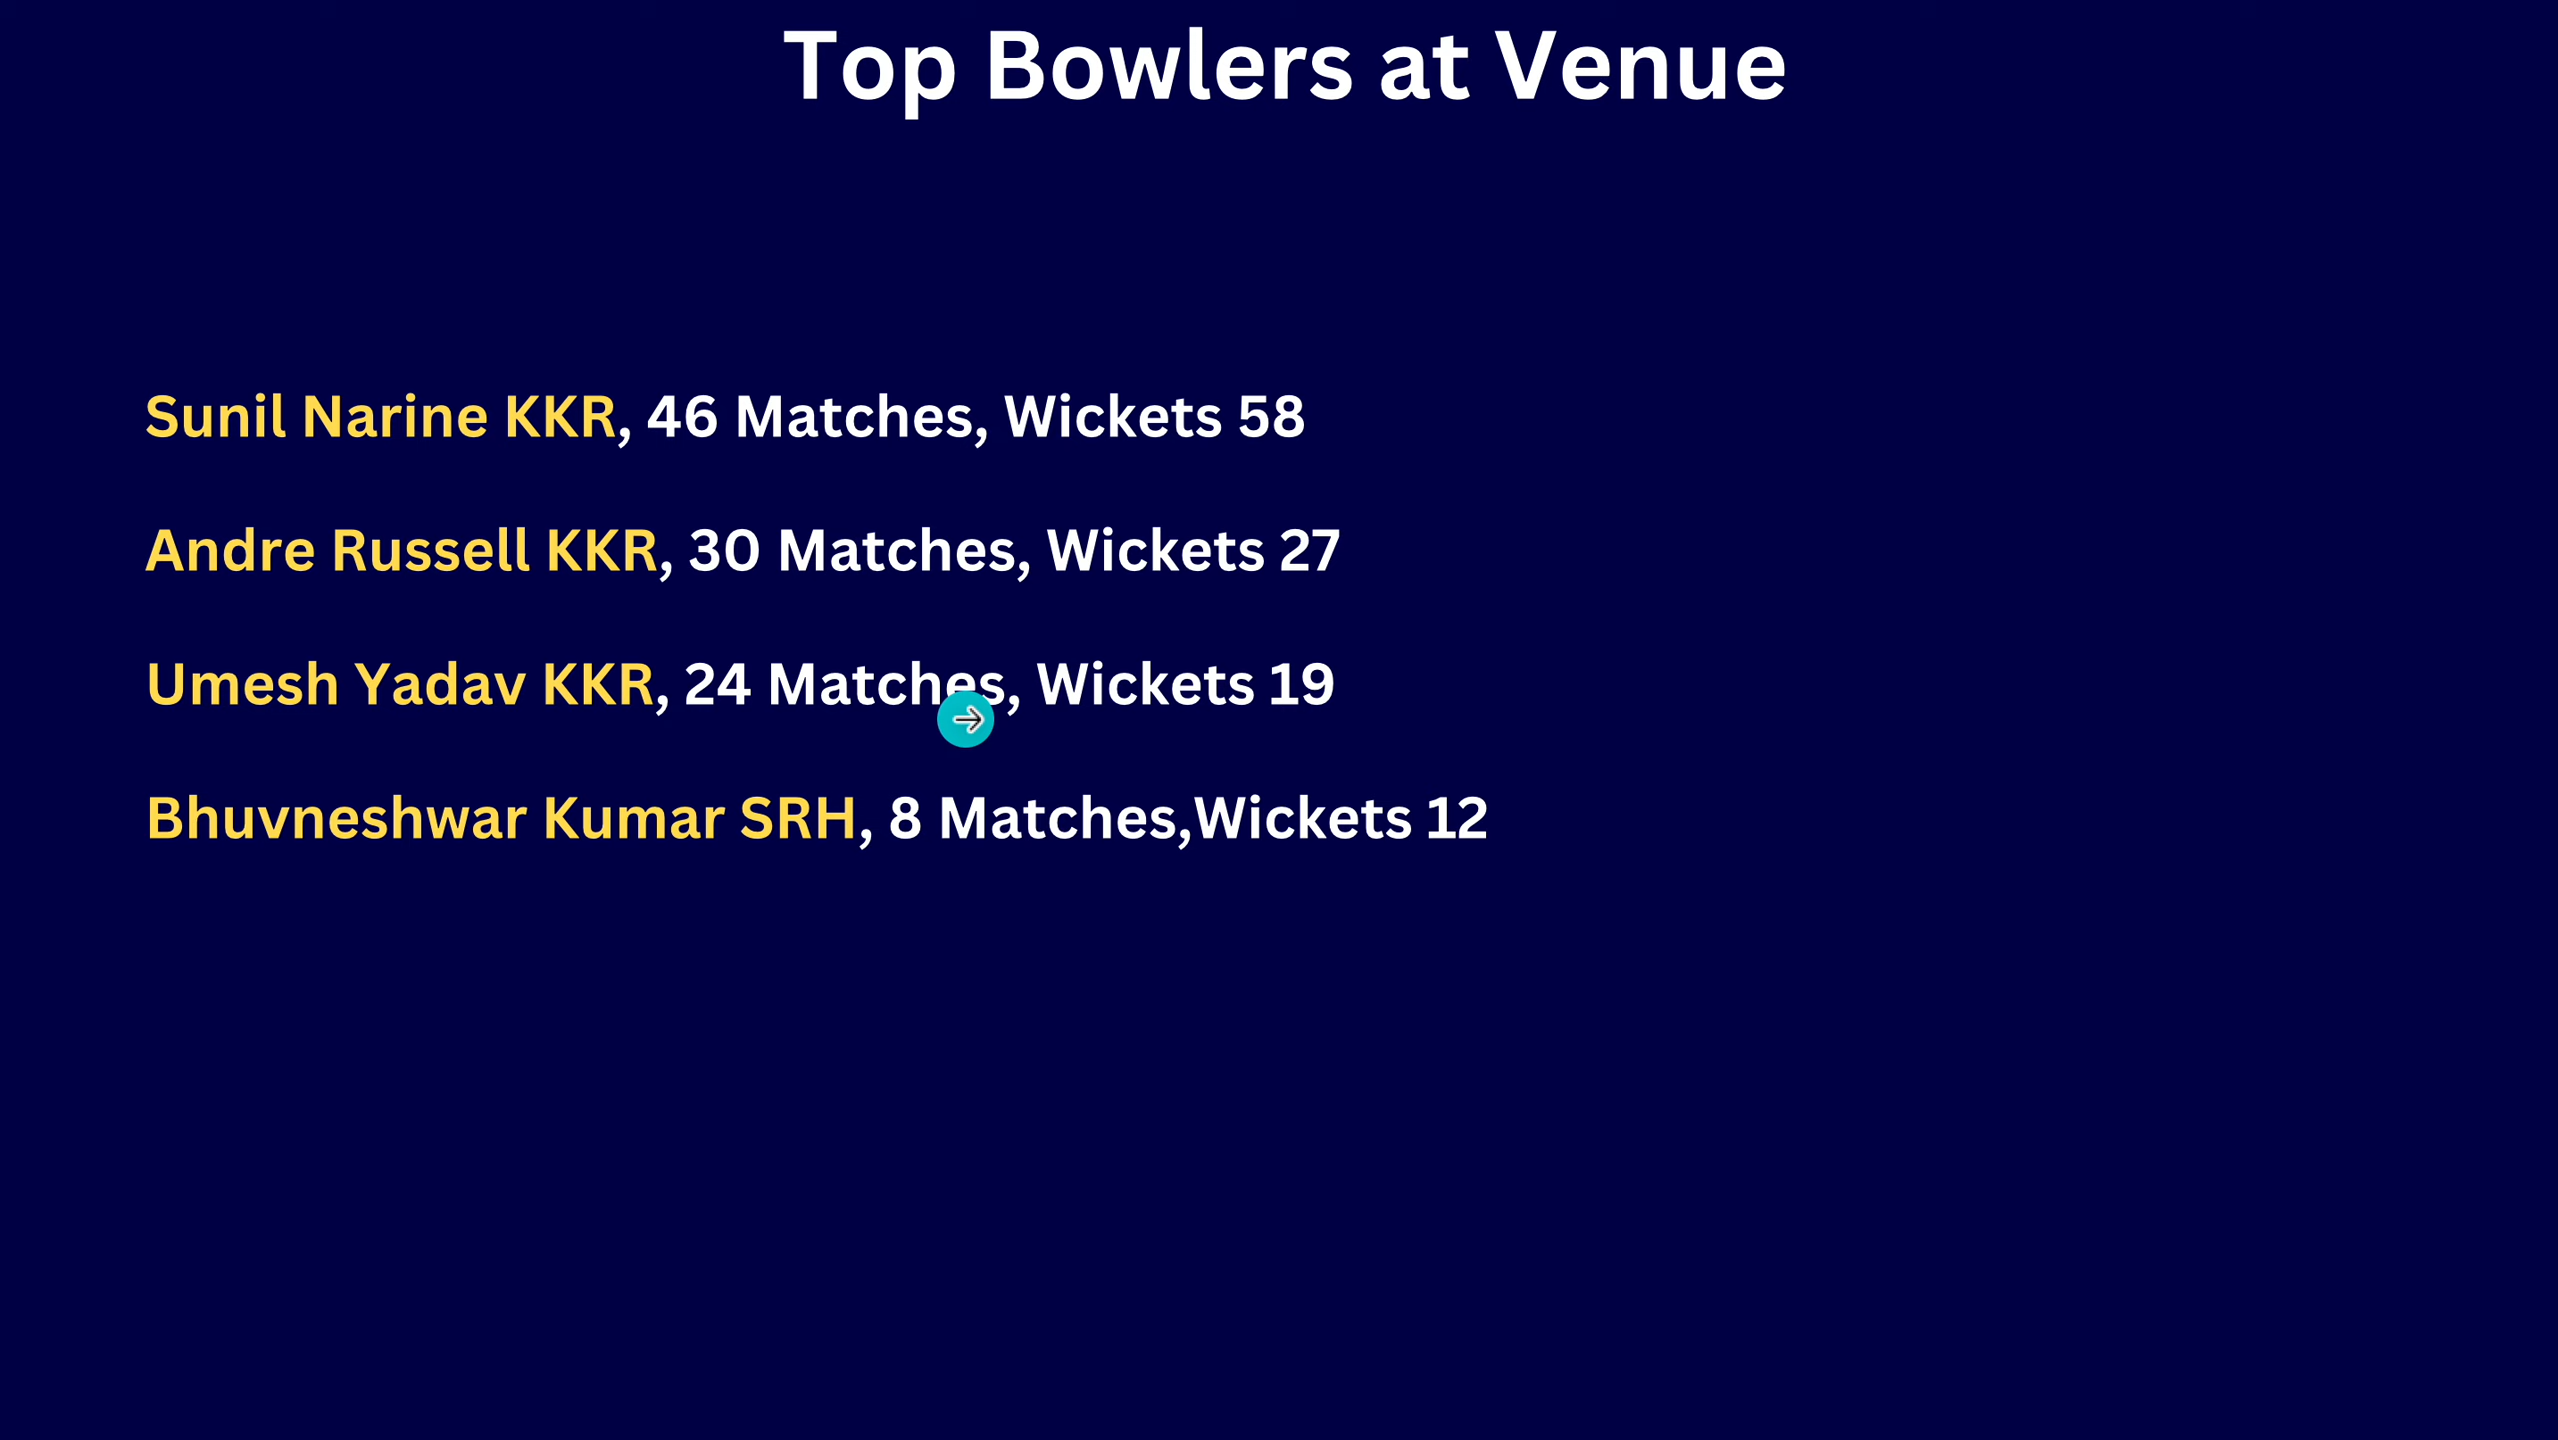 Top Bowlers at Venue
Sunil Narine KKR, 46 Matches, Wickets 58
Andre Russell KKR, 30 Matches, Wickets 27
Umesh Yadav KKR, 24 Matches, Wickets 19
Bhuvneshwar Kumar SRH, 8 Matches,Wickets 12